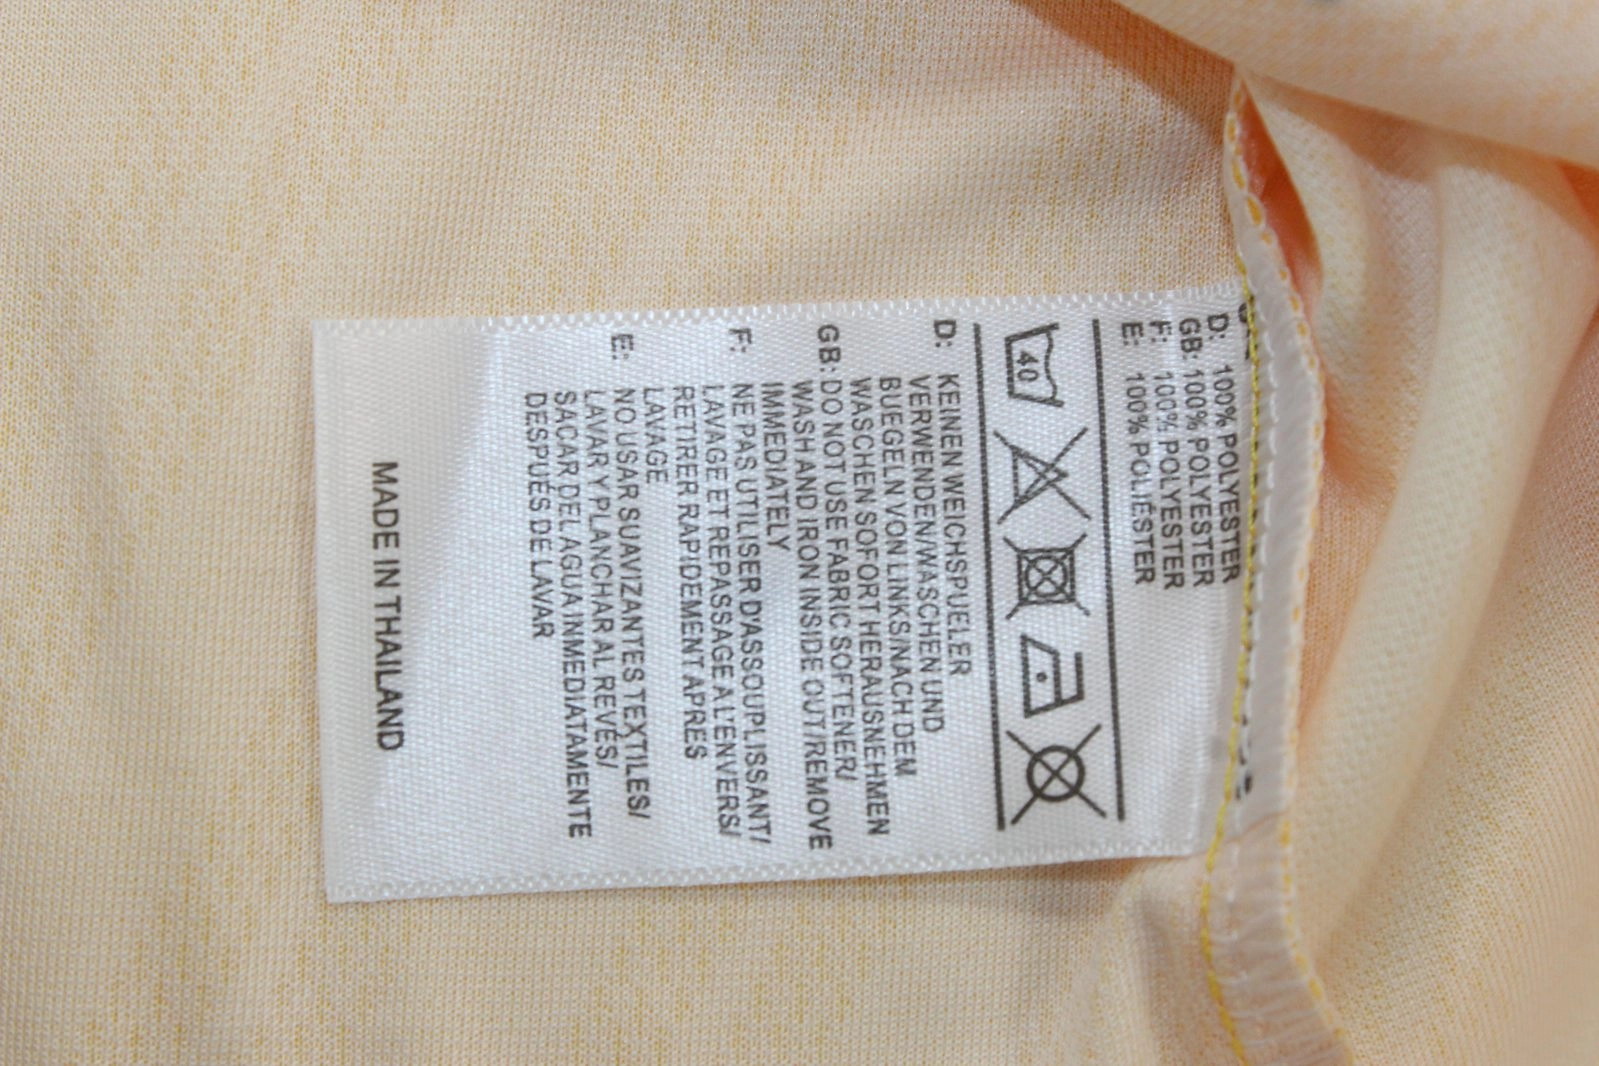 D: 100% POLYESTER
GB: 100% POLYESTER
F: 100% POLYESTER
E: 100% POLIÉSTER
40
D: KEINEN WEICHSPUELER
VERWENDEN/WASCHEN UND
BUEGELN VON LINKS/NACH DEM
WASCHEN SOFORT HERAUSNEHMEN
GB: DO NOT USE FABRIC SOFTENER/
WASH AND IRON INSIDE OUT/REMOVE
IMMEDIATELY
F: NE PAS UTILISER D'ASSOUPLISSANT/
LAVAGE ET REPASSAGE A L'ENVERS/
RETIRER RAPIDEMENT APRES
LAVAGE
E: NO USAR SUAVIZANTES TEXTILES/
LAVAR Y PLANCHAR AL REVÉS/
SACAR DEL AGUA INMEDIATAMENTE
DESPUÉS DE LAVAR
MADE IN THAILAND